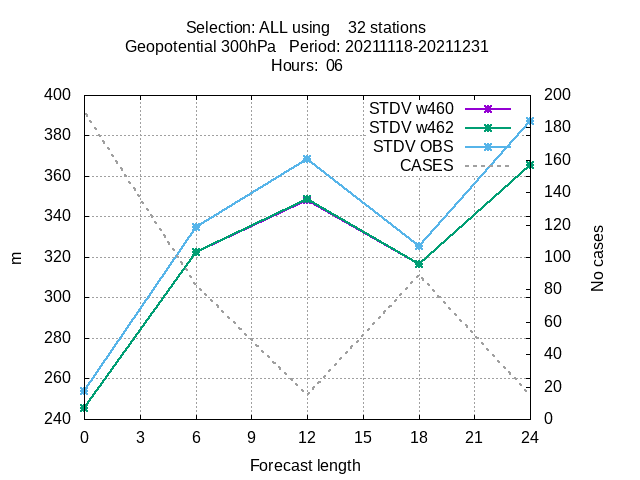 Selection: ALL using    32 stations
Geopotential 300hPa   Period: 20211118-20211231
Hours:  06
400
380
360
340
320
300
280
260
240
m
200
180
160
140
120
100
80
60
40
20
0
No cases
STDV w460
STDV w462
STDV OBS
CASES
0 3 6 9 12 15 18 21 24
Forecast length